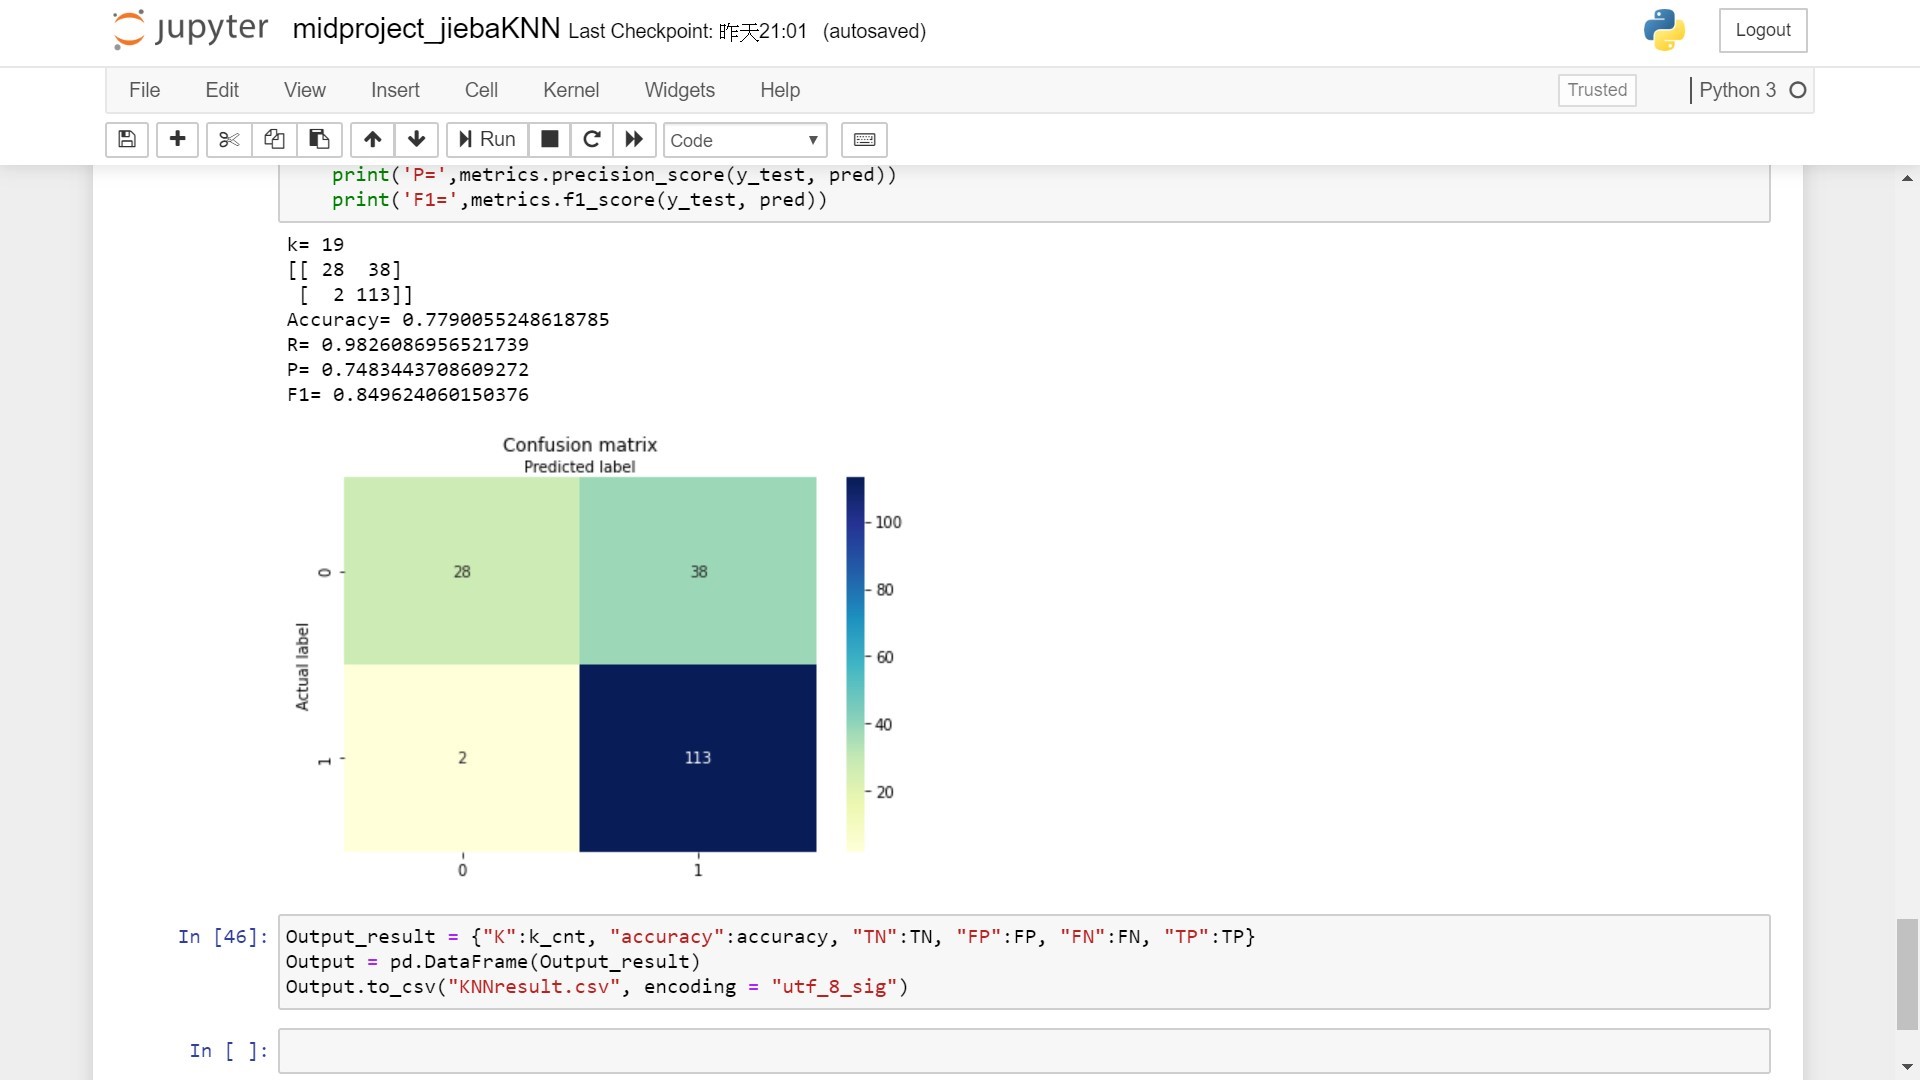 jupyter midproject_jiebaKNN Last Checkpoint: 昨天21:01 (autosaved) Logout
File Edit View Insert Cell Kernel Widgets Help Trusted Python 3
Run Code
print('P=',metrics.precision_score(y_test, pred))
print('F1=',metrics.f1_score(y_test, pred))
k= 19
[[ 28  38]
 [  2 113]]
Accuracy= 0.7790055248618785
R= 0.9826086956521739
P= 0.7483443708609272
F1= 0.849624060150376
Confusion matrix
Predicted label
100
0 28 38
80
60
Actual label
40
1 2 113
20
0 1
In [46]: Output_result = {"K":k_cnt, "accuracy":accuracy, "TN":TN, "FP":FP, "FN":FN, "TP":TP}
Output = pd.DataFrame(Output_result)
Output.to_csv("KNNresult.csv", encoding = "utf_8_sig")
In [ ]: